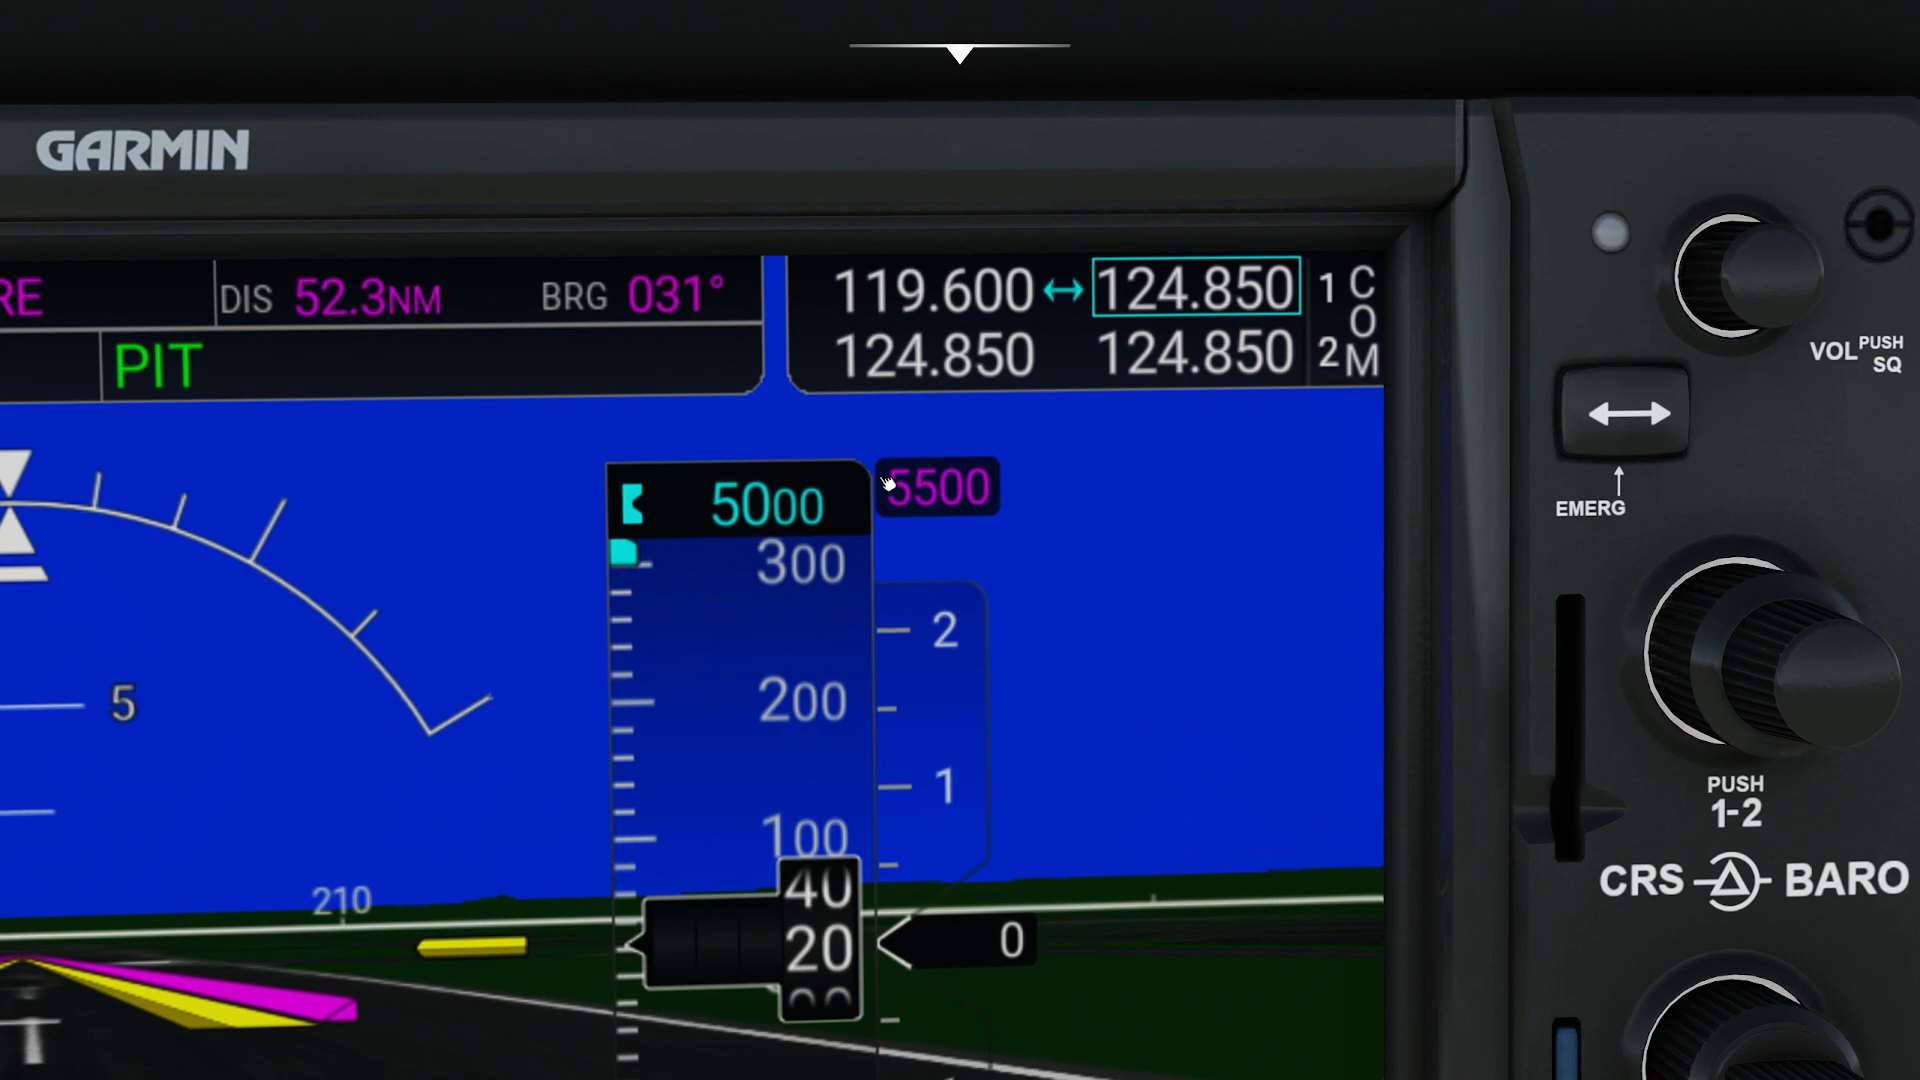 GARMIN
RE DIS 52.3NM BRG 031°
PIT
119.600 ↔ 124.850 1
124.850 124.850 2
COM
VOL PUSH SQ
EMERG
5000
5500
300
200
100
2
1
5
210
40
20
0
PUSH
1-2
CRS BARO